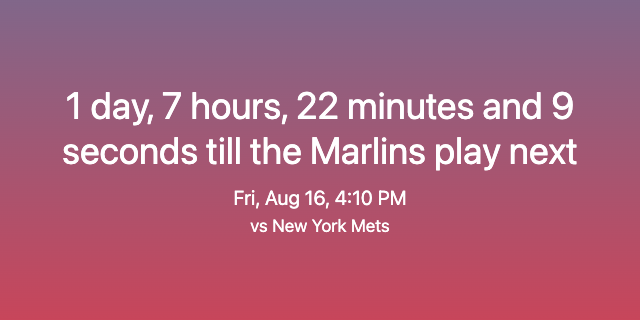 1 day, 7 hours, 22 minutes and 9
seconds till the Marlins play next
Fri, Aug 16, 4:10 PM
vs New York Mets